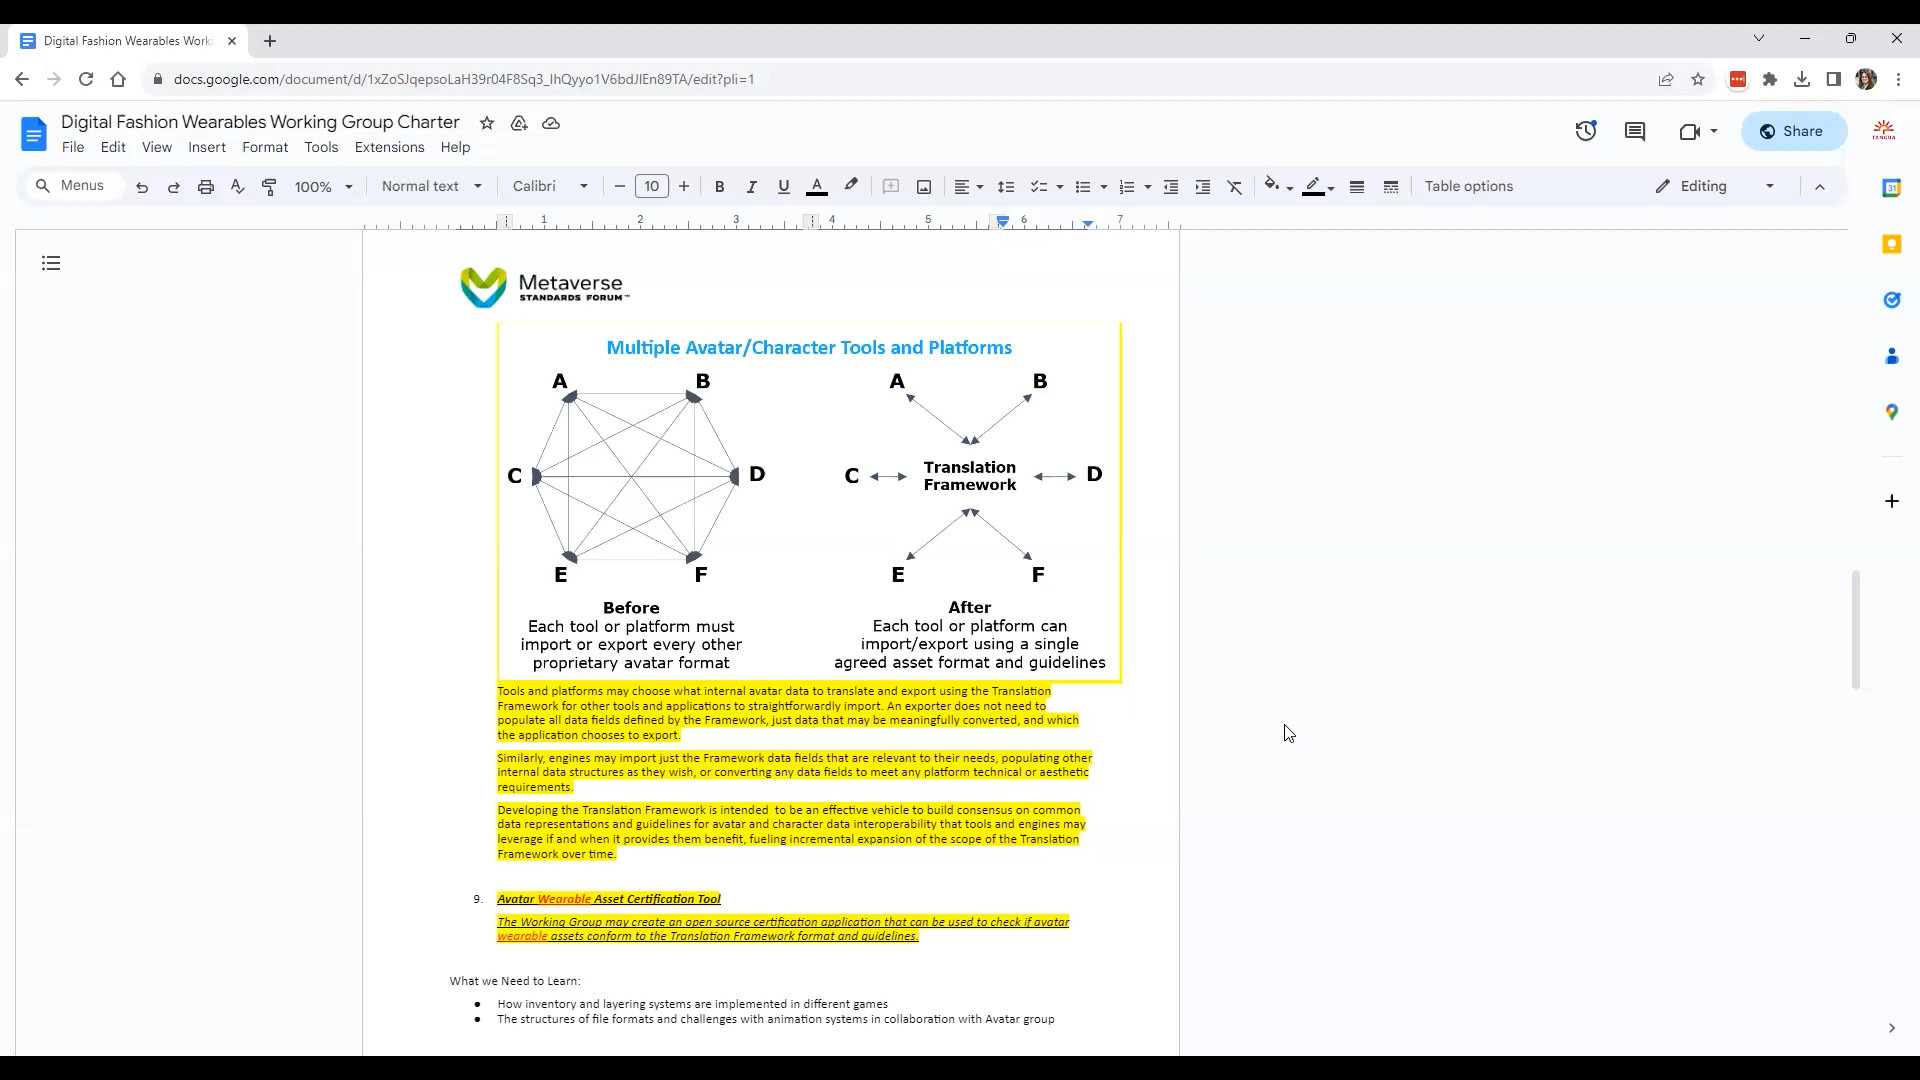 Digital Fashion Wearables Work
docs.google.com/document/d/1xZoSJqepsoLaH39r04F8Sq3_IhQyyo1V6bdJIEn89TA/edit?pli=1
Digital Fashion Wearables Working Group Charter
Share
File Edit View Insert Format Tools Extensions Help
Menus 100% Normal text Calibri 10 Table options Editing
1 2 3 4 5 6 7
Metaverse
STANDARDS FORUM™
Multiple Avatar/Character Tools and Platforms
A B A B
C D C Translation Framework D
E F E F
Before
Each tool or platform must
import or export every other
proprietary avatar format
After
Each tool or platform can
import/export using a single
agreed asset format and guidelines
Tools and platforms may choose what internal avatar data to translate and export using the Translation
Framework for other tools and applications to straightforwardly import. An exporter does not need to
populate all data fields defined by the Framework, just data that may be meaningfully converted, and which
the application chooses to export.
Similarly, engines may import just the Framework data fields that are relevant to their needs, populating other
internal data structures as they wish, or converting any data fields to meet any platform technical or aesthetic
requirements.
Developing the Translation Framework is intended to be an effective vehicle to build consensus on common
data representations and guidelines for avatar and character data interoperability that tools and engines may
leverage if and when it provides them benefit, fueling incremental expansion of the scope of the Translation
Framework over time.
9. Avatar Wearable Asset Certification Tool
The Working Group may create an open source certification application that can be used to check if avatar
wearable assets conform to the Translation Framework format and guidelines.
What we Need to Learn:
● How inventory and layering systems are implemented in different games
● The structures of file formats and challenges with animation systems in collaboration with Avatar group